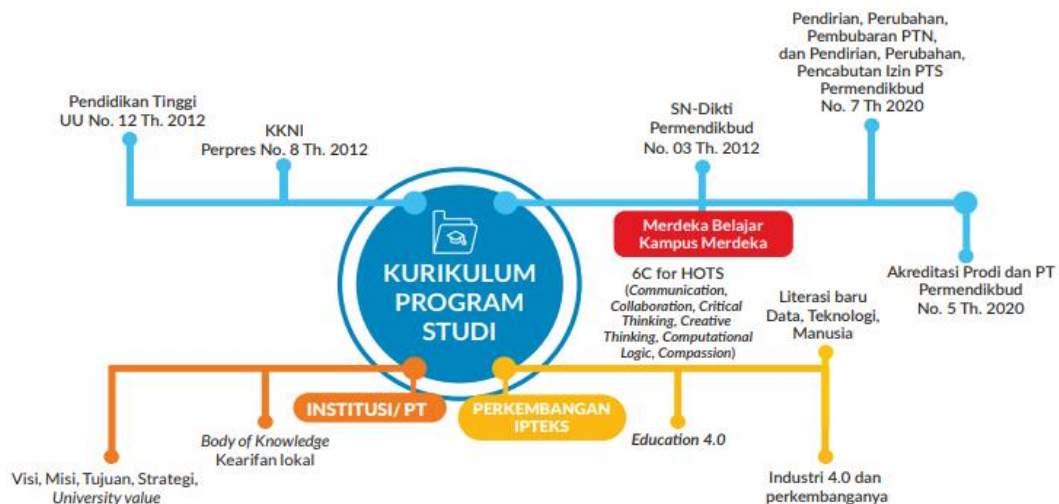 Pendirian, Perubahan,
Pembubaran PTN,
dan Pendirian, Perubahan,
Pencabutan Izin PTS
Permendikbud
No. 7 Th 2020
Pendidikan Tinggi
UU No. 12 Th. 2012
KKNI
Perpres No. 8 Th. 2012
SN-Dikti
Permendikbud
No. 03 Th. 2012
Merdeka Belajar
Kampus Merdeka
KURIKULUM
PROGRAM
STUDI
6C for HOTS
(Communication,
Collaboration, Critical
Thinking, Creative
Thinking, Computational
Logic, Compassion)
Literasi baru
Data, Teknologi,
Manusia
Akreditasi Prodi dan PT
Permendikbud
No. 5 Th. 2020
INSTITUSI/PT
PERKEMBANGAN
IPTEKS
Body of Knowledge
Kearifan lokal
Education 4.0
Visi, Misi, Tujuan, Strategi,
University value
Industri 4.0 dan
perkembanganya